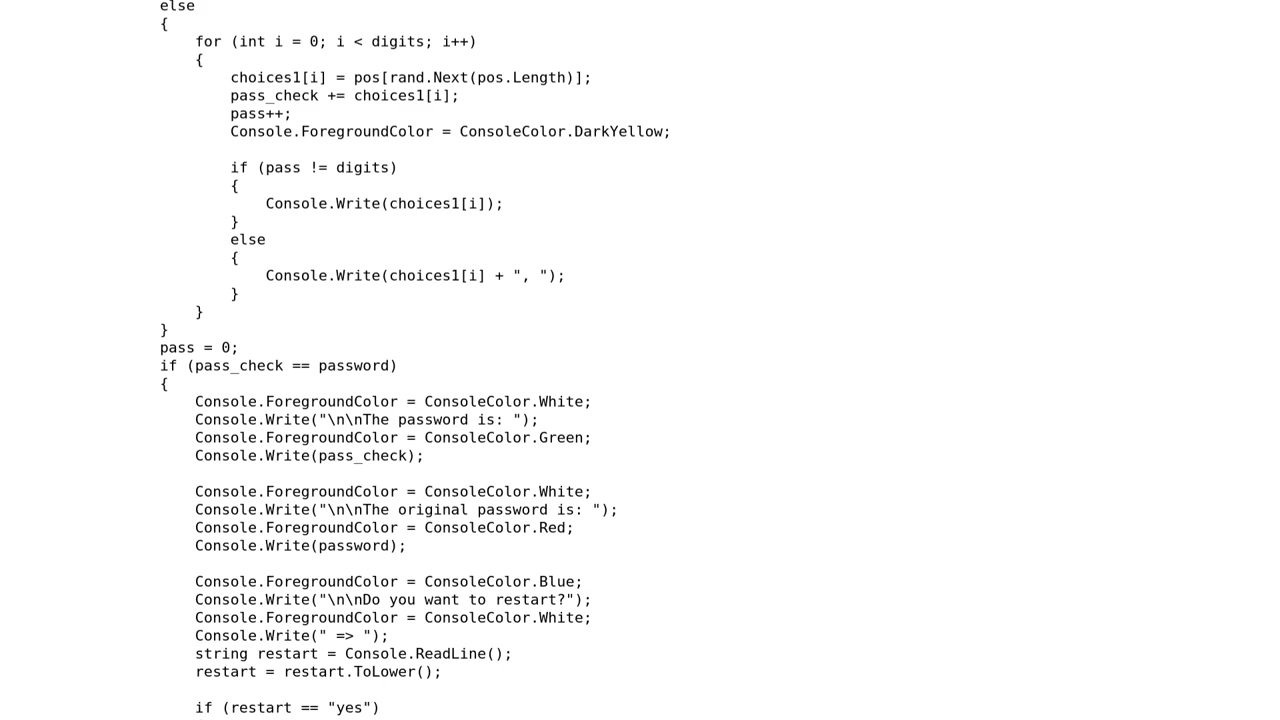 else
{
    for (int i = 0; i < digits; i++)
    {
        choices1[i] = pos[rand.Next(pos.Length)];
        pass_check += choices1[i];
        pass++;
        Console.ForegroundColor = ConsoleColor.DarkYellow;

        if (pass != digits)
        {
            Console.Write(choices1[i]);
        }
        else
        {
            Console.Write(choices1[i] + ", ");
        }
    }
}
pass = 0;
if (pass_check == password)
{
    Console.ForegroundColor = ConsoleColor.White;
    Console.Write("\n\nThe password is: ");
    Console.ForegroundColor = ConsoleColor.Green;
    Console.Write(pass_check);

    Console.ForegroundColor = ConsoleColor.White;
    Console.Write("\n\nThe original password is: ");
    Console.ForegroundColor = ConsoleColor.Red;
    Console.Write(password);

    Console.ForegroundColor = ConsoleColor.Blue;
    Console.Write("\n\nDo you want to restart?");
    Console.ForegroundColor = ConsoleColor.White;
    Console.Write(" => ");
    string restart = Console.ReadLine();
    restart = restart.ToLower();

    if (restart == "yes")